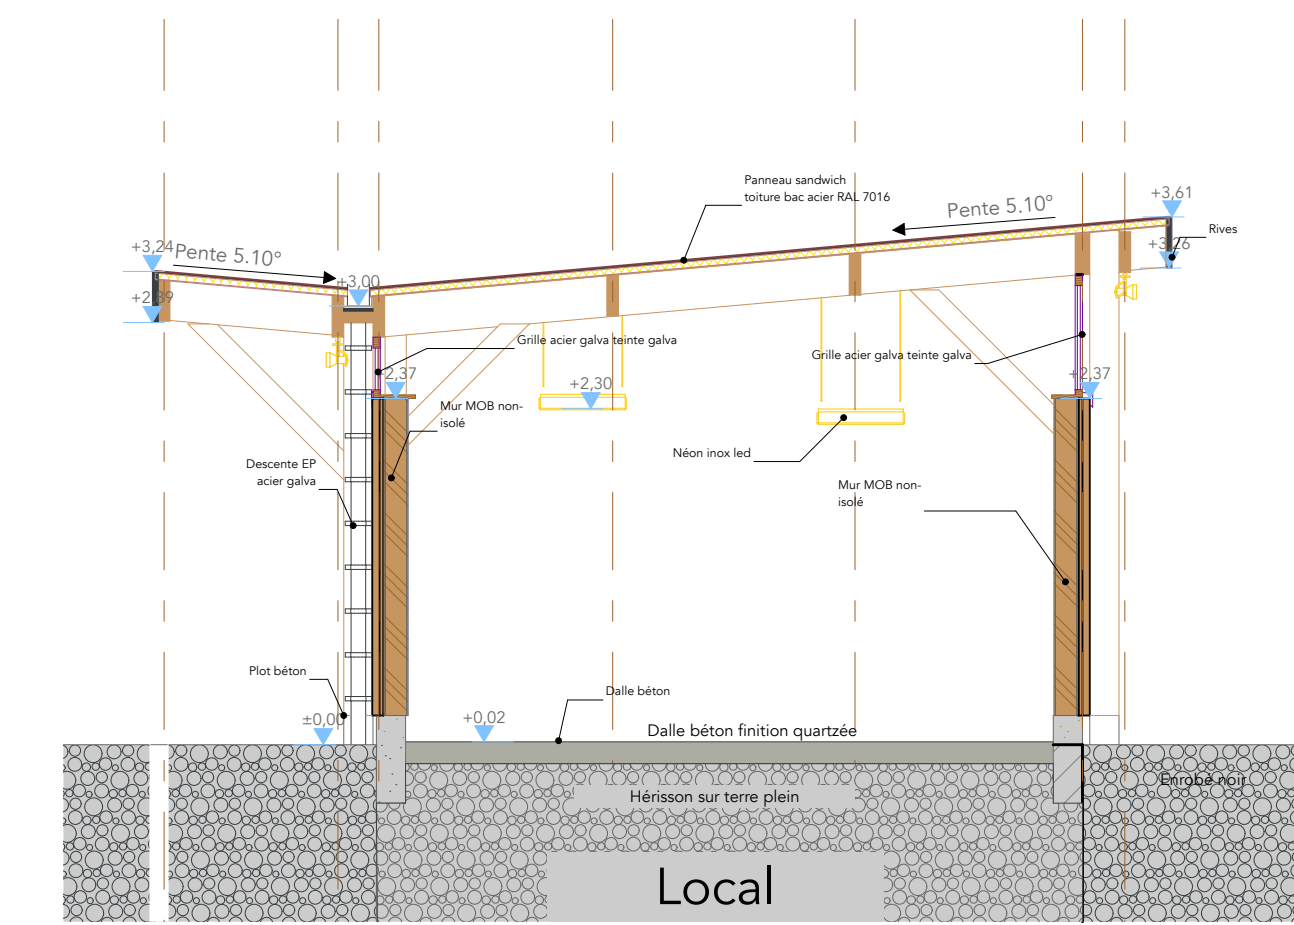 Panneau sandwich
toiture bac acier RAL 7016
+3,61
Pente 5.10°
Rives
+3,26
+3,24
Pente 5.10°
+3,00
+2,89
Grille acier galva teinte galva
Grille acier galva teinte galva
+2,37
+2,30
+2,37
Mur MOB non-
isolé
Néon inox led
Descente EP
acier galva
Mur MOB non-
isolé
Plot béton
Dalle béton
±0,00
+0,02
Dalle béton finition quartzée
Enrobé noir
Hérisson sur terre plein
Local